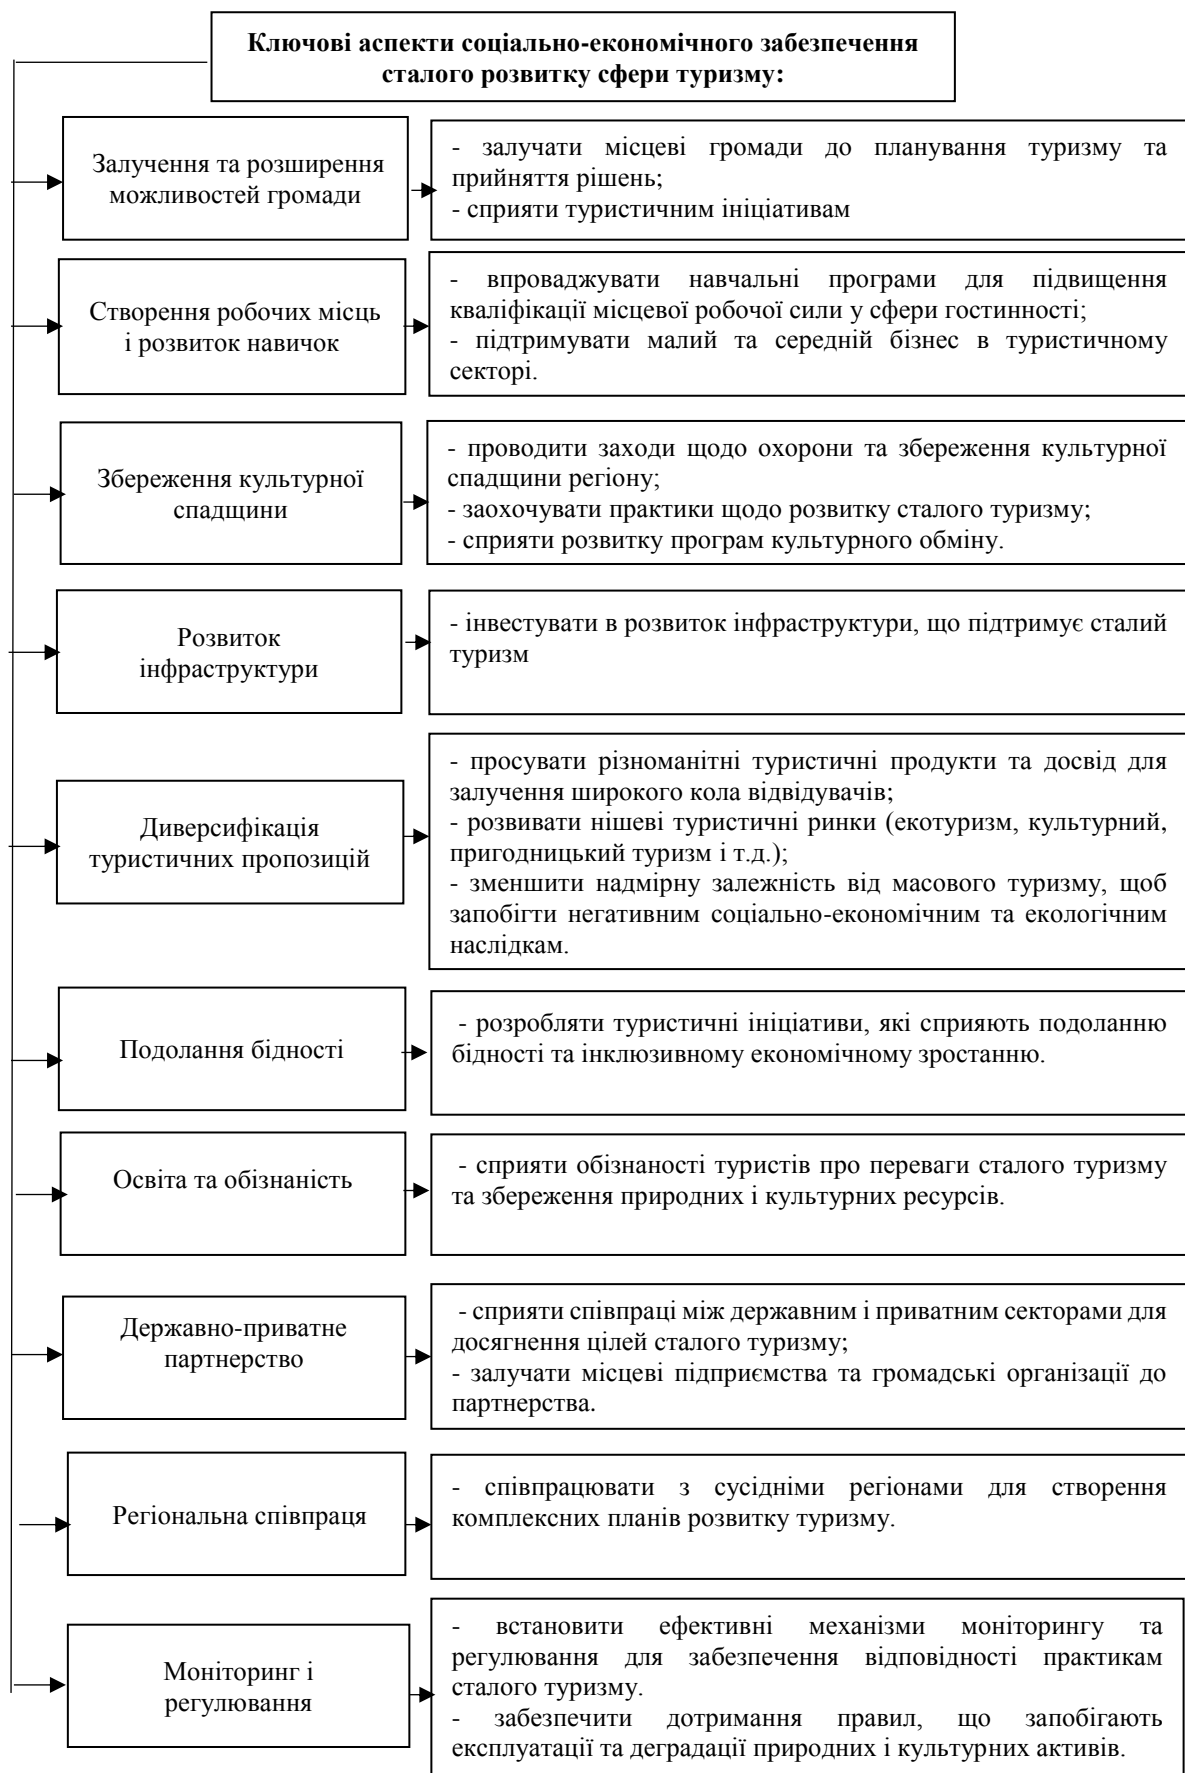 Ключові аспекти соціально-економічного забезпечення
сталого розвитку сфери туризму:
Залучення та розширення
можливостей громади
- залучати місцеві громади до планування туризму та
прийняття рішень;
- сприяти туристичним ініціативам
Створення робочих місць
і розвиток навичок
- впроваджувати навчальні програми для підвищення
кваліфікації місцевої робочої сили у сфери гостинності;
- підтримувати малий та середній бізнес в туристичному
секторі.
Збереження культурної
спадщини
- проводити заходи щодо охорони та збереження культурної
спадщини регіону;
- заохочувати практики щодо розвитку сталого туризму;
- сприяти розвитку програм культурного обміну.
Розвиток
інфраструктури
- інвестувати в розвиток інфраструктури, що підтримує сталий
туризм
Диверсифікація
туристичних пропозицій
- просувати різноманітні туристичні продукти та досвід для
залучення широкого кола відвідувачів;
- розвивати нішеві туристичні ринки (екотуризм, культурний,
пригодницький туризм і т.д.);
- зменшити надмірну залежність від масового туризму, щоб
запобігти негативним соціально-економічним та екологічним
наслідкам.
Подолання бідності
- розробляти туристичні ініціативи, які сприяють подоланню
бідності та інклюзивному економічному зростанню.
Освіта та обізнаність
- сприяти обізнаності туристів про переваги сталого туризму
та збереження природних і культурних ресурсів.
Державно-приватне
партнерство
- сприяти співпраці між державним і приватним секторами для
досягнення цілей сталого туризму;
- залучати місцеві підприємства та громадські організації до
партнерства.
Регіональна співпраця
- співпрацювати з сусідніми регіонами для створення
комплексних планів розвитку туризму.
Моніторинг і
регулювання
- встановити ефективні механізми моніторингу та
регулювання для забезпечення відповідності практикам
сталого туризму.
- забезпечити дотримання правил, що запобігають
експлуатації та деградації природних і культурних активів.